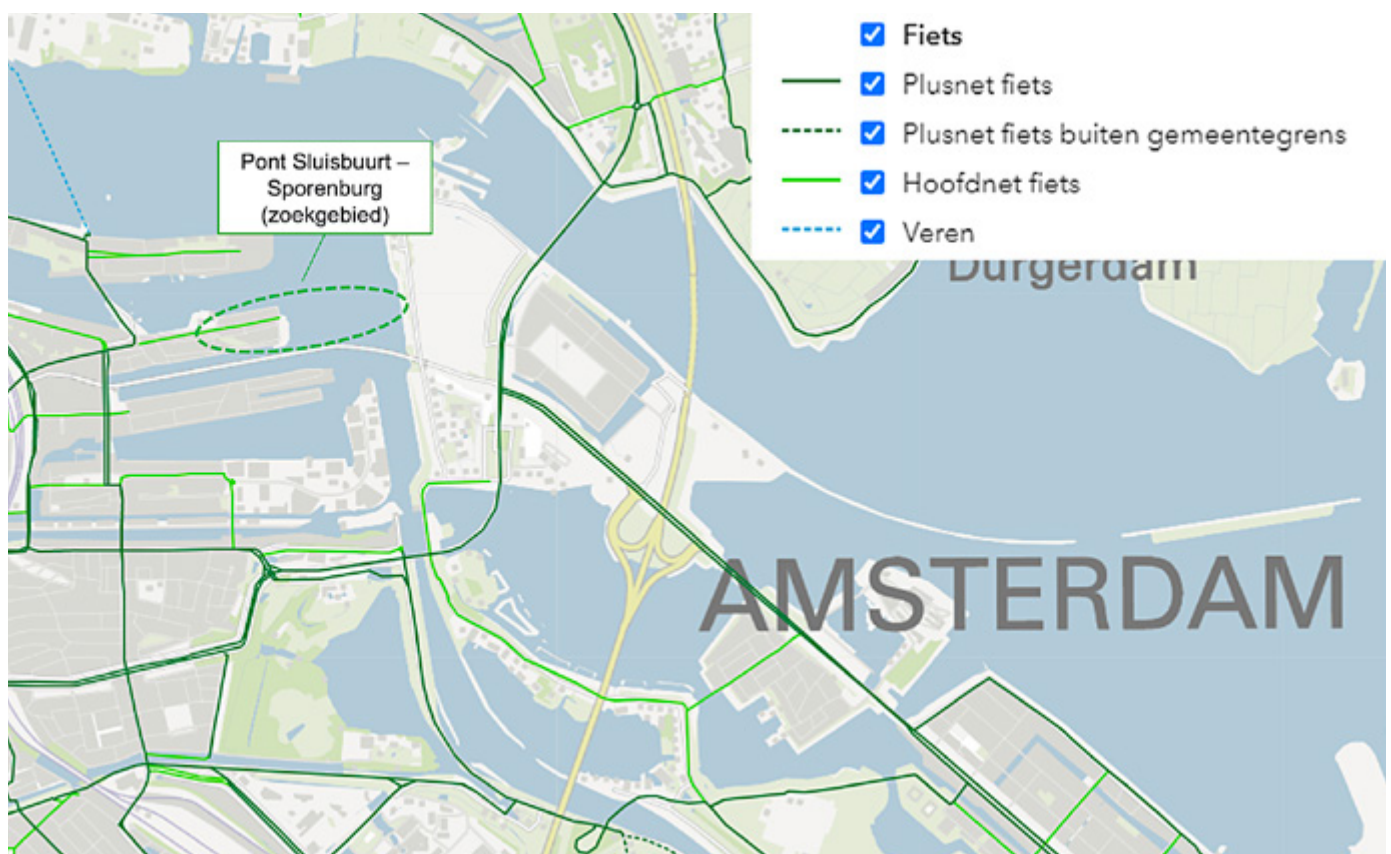 Fiets
Plusnet fiets
Plusnet fiets buiten gemeentegrens
Hoofdnet fiets
Veren
Pont Sluisbuurt –
Sporenburg
(zoekgebied)
Durgerdam
AMSTERDAM